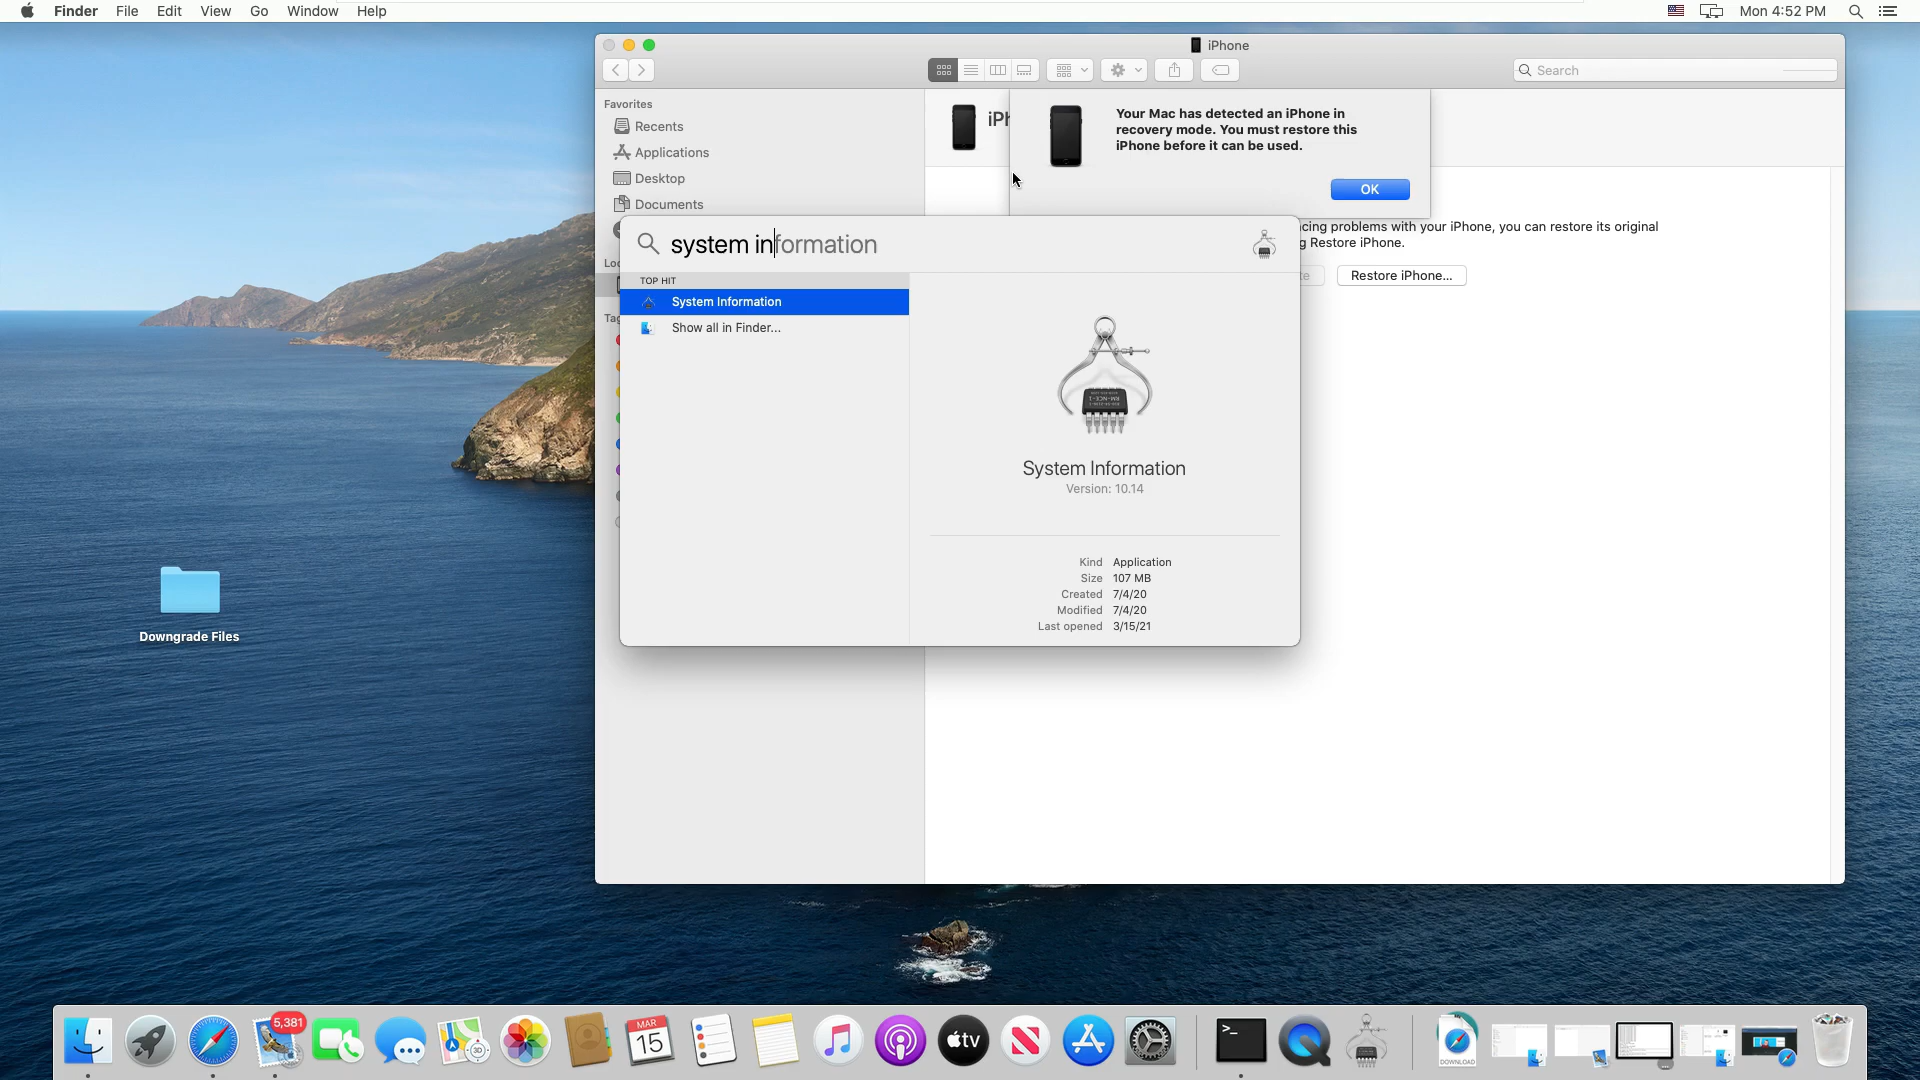 Finder File Edit View Go Window Help
Mon 4:52 PM
iPhone
Search
Favorites
Recents
Applications
Desktop
Documents
Your Mac has detected an iPhone in
recovery mode. You must restore this
iPhone before it can be used.
OK
cing problems with your iPhone, you can restore its original
g Restore iPhone.
Restore iPhone...
system information
TOP HIT
System Information
Show all in Finder...
System Information
Version: 10.14
Kind Application
Size 107 MB
Created 7/4/20
Modified 7/4/20
Last opened 3/15/21
Downgrade Files
5,381
3D
MAR
15
tv
>_
DOWNLOAD